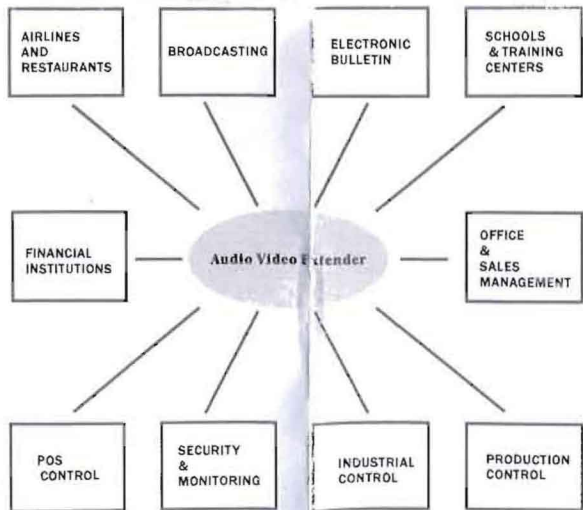 AIRLINES
AND
RESTAURANTS
BROADCASTING
ELECTRONIC
BULLETIN
SCHOOLS
& TRAINING
CENTERS
FINANCIAL
INSTITUTIONS
Audio Video Extender
OFFICE
&
SALES
MANAGEMENT
POS
CONTROL
SECURITY
&
MONITORING
INDUSTRIAL
CONTROL
PRODUCTION
CONTROL